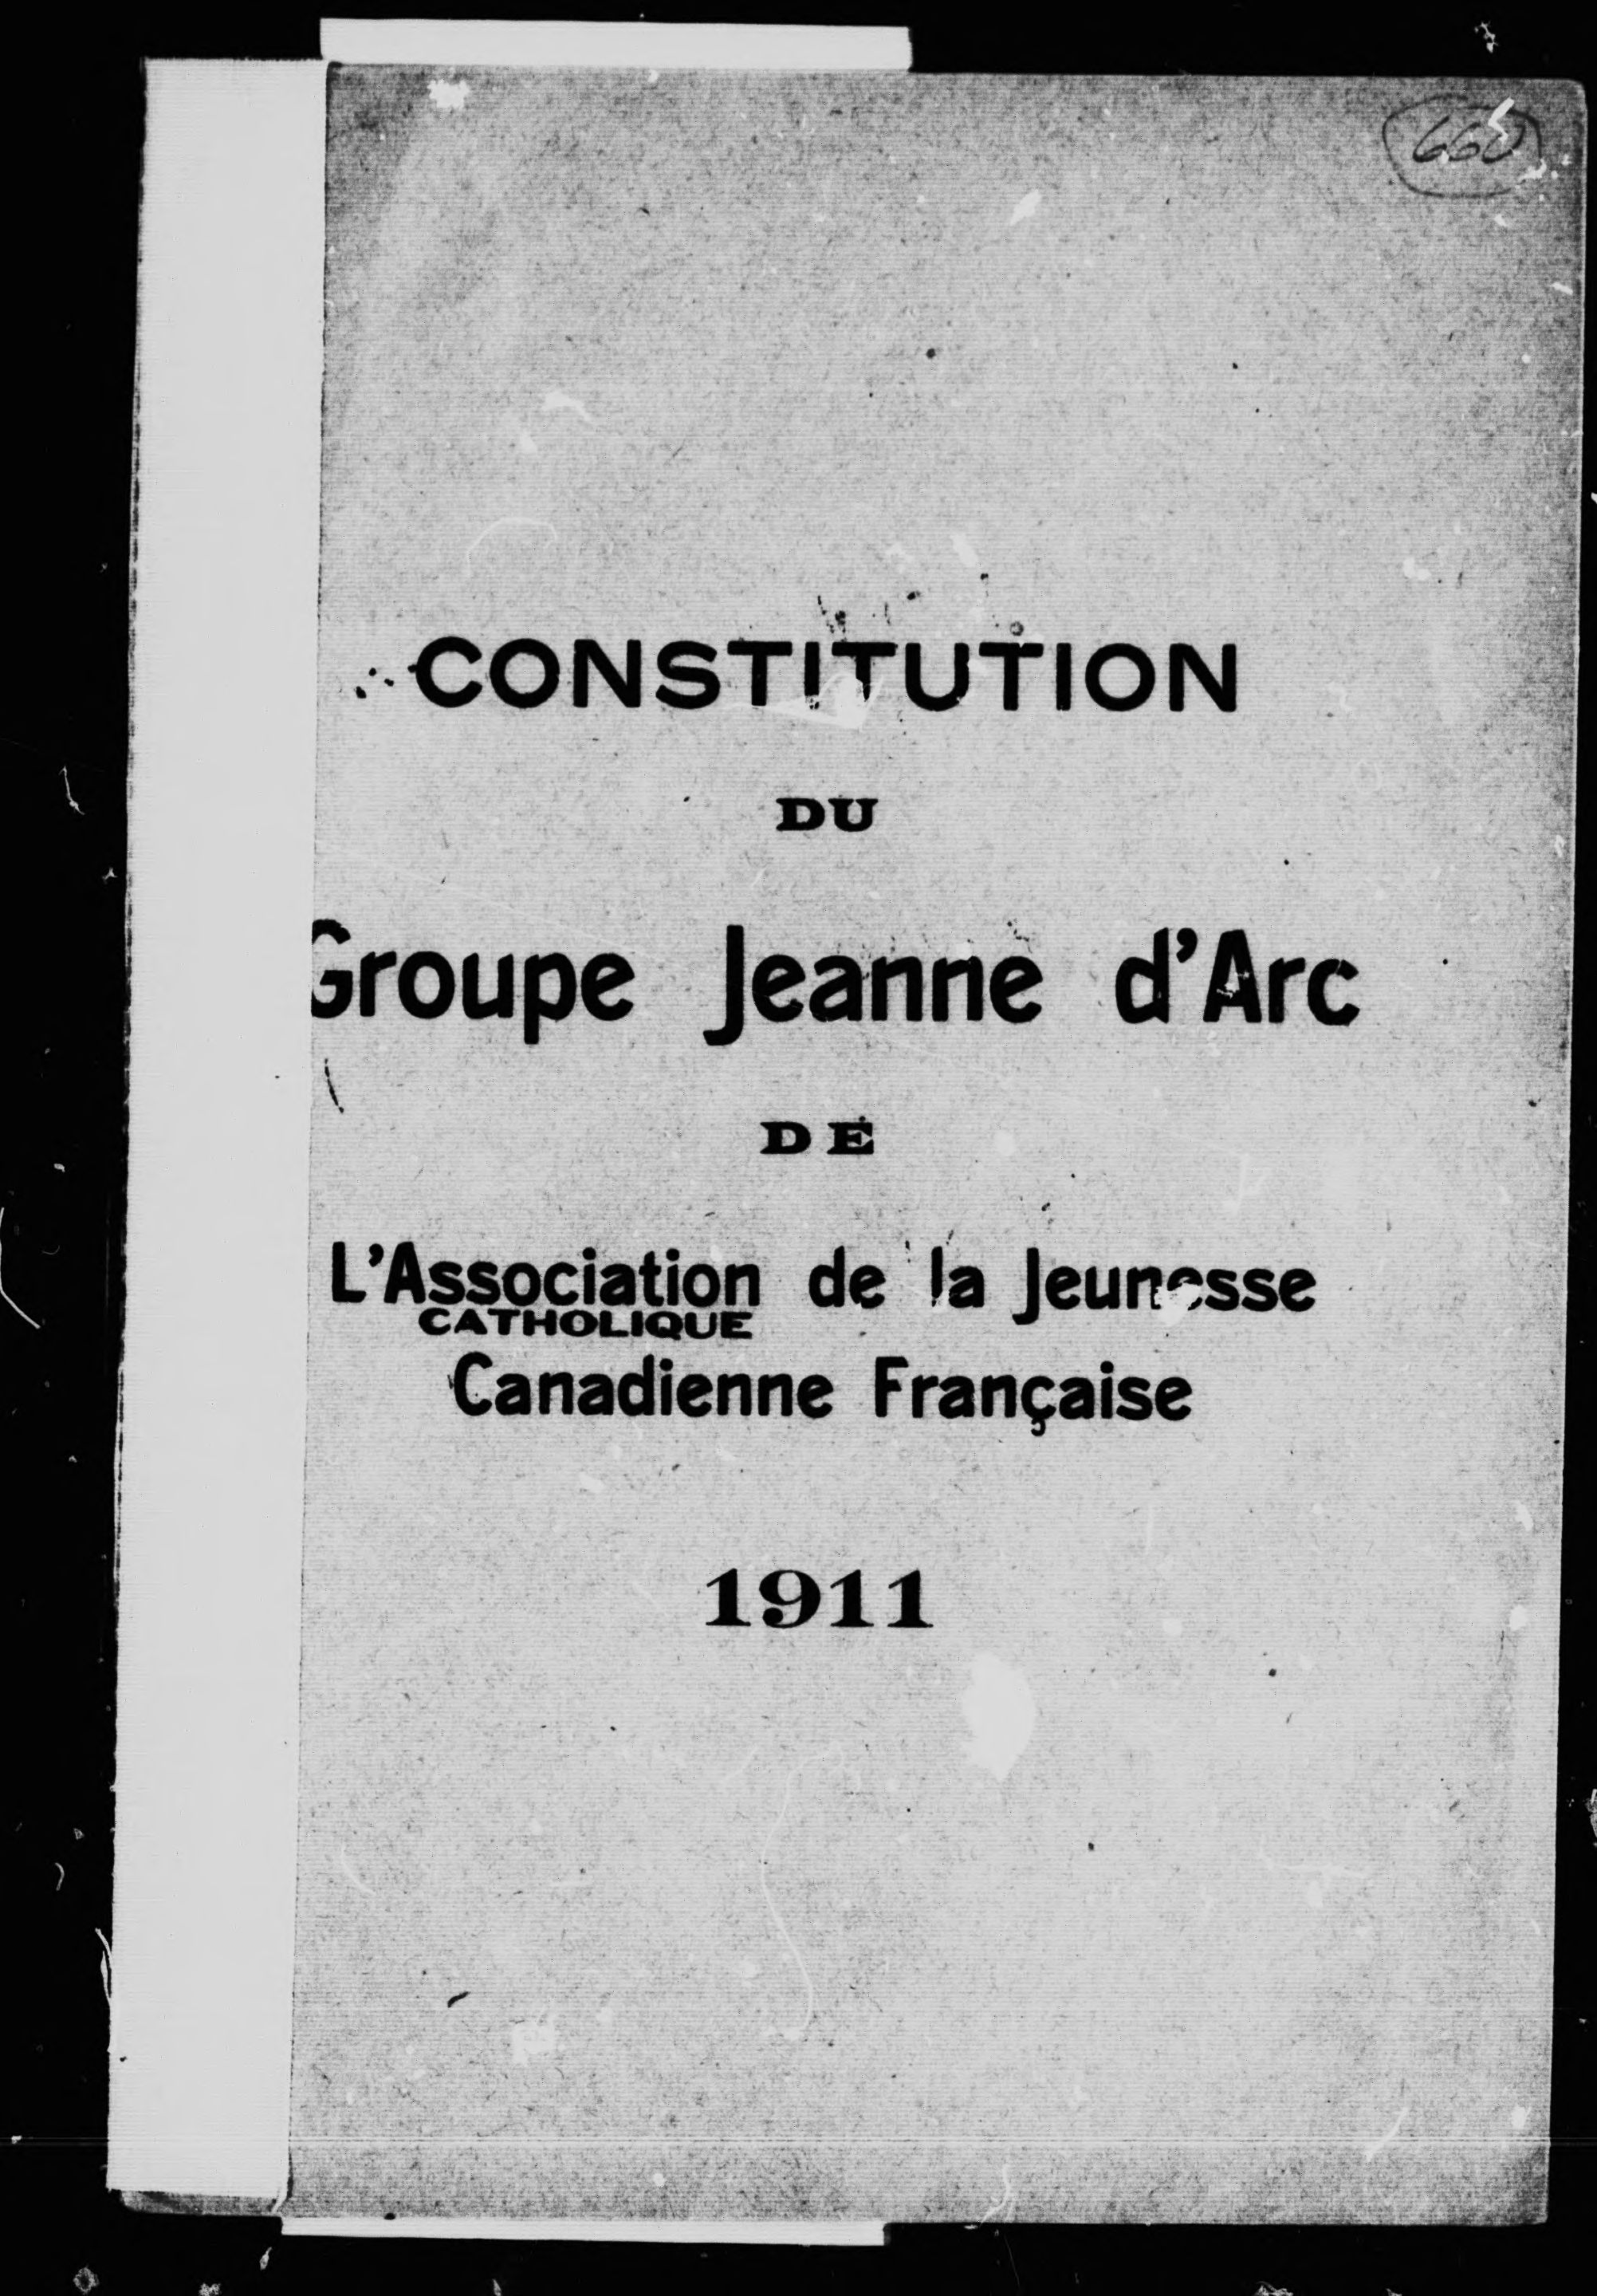 CONSTITUTION
DU
Groupe Jeanne d'Arc
DE
L'Association de la Jeunesse
CATHOLIQUE
Canadienne Française
1911